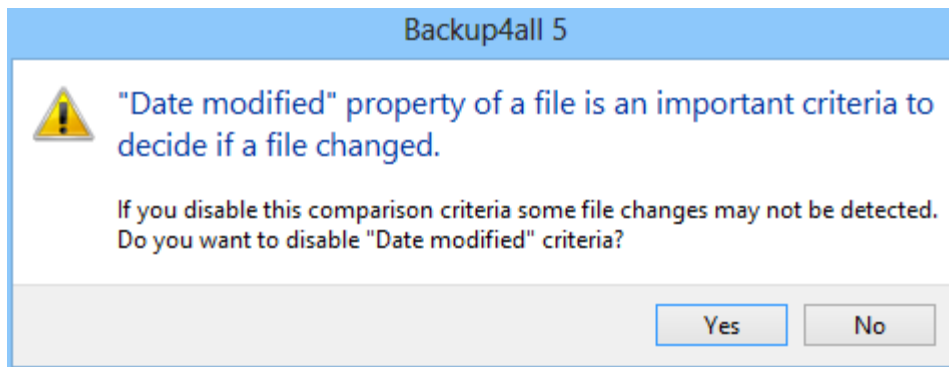 Backup4all 5
"Date modified" property of a file is an important criteria to
decide if a file changed.
If you disable this comparison criteria some file changes may not be detected.
Do you want to disable "Date modified" criteria?
Yes No